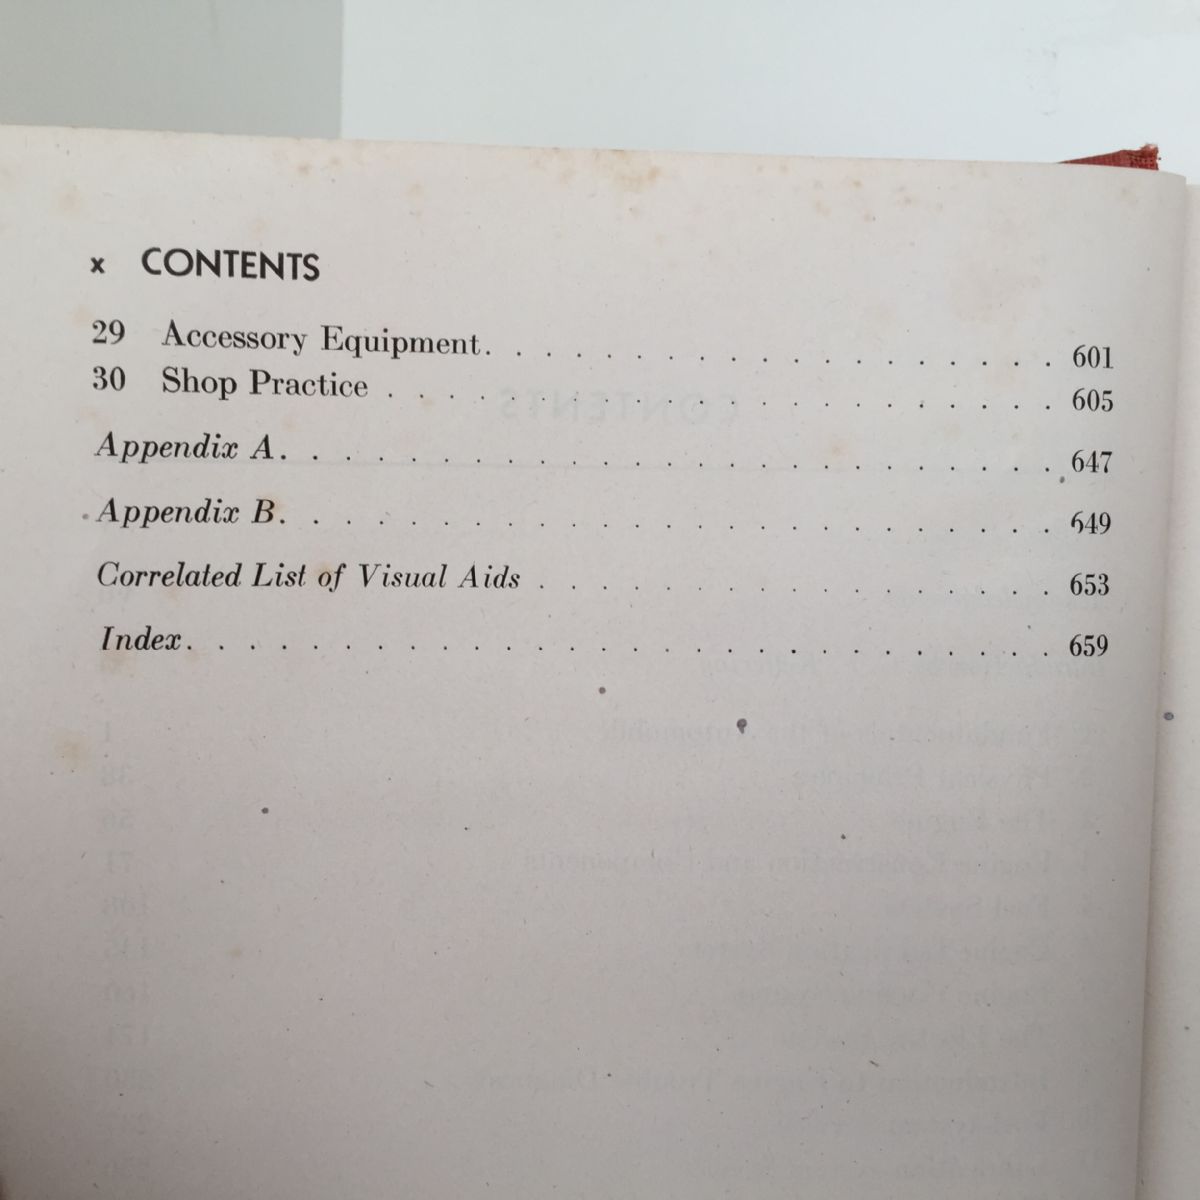 x CONTENTS
29 Accessory Equipment. . . . . . . . . . . . . . . . . . . . 601
30 Shop Practice . . . . . . . . . . . . . . . . . . . . . . . 605
Appendix A. . . . . . . . . . . . . . . . . . . . . . . . . 647
Appendix B. . . . . . . . . . . . . . . . . . . . . . . . . 649
Correlated List of Visual Aids . . . . . . . . . . . . . . . . . 653
Index. . . . . . . . . . . . . . . . . . . . . . . . . . . . 659